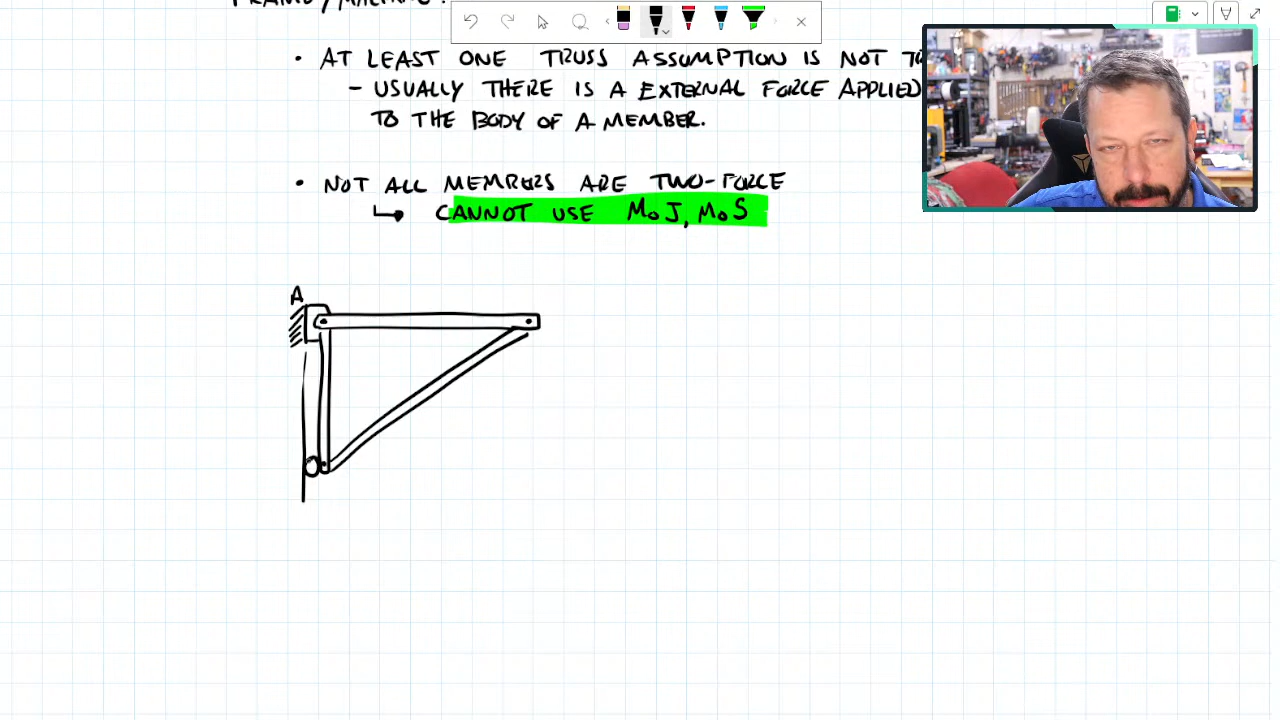 • AT LEAST ONE TRUSS ASSUMPTION IS NOT
- USUALLY THERE IS A EXTERNAL FORCE APPLIED
TO THE BODY OF A MEMBER.
• NOT ALL MEMBERS ARE TWO-FORCE
CANNOT USE MoJ, MoS
A